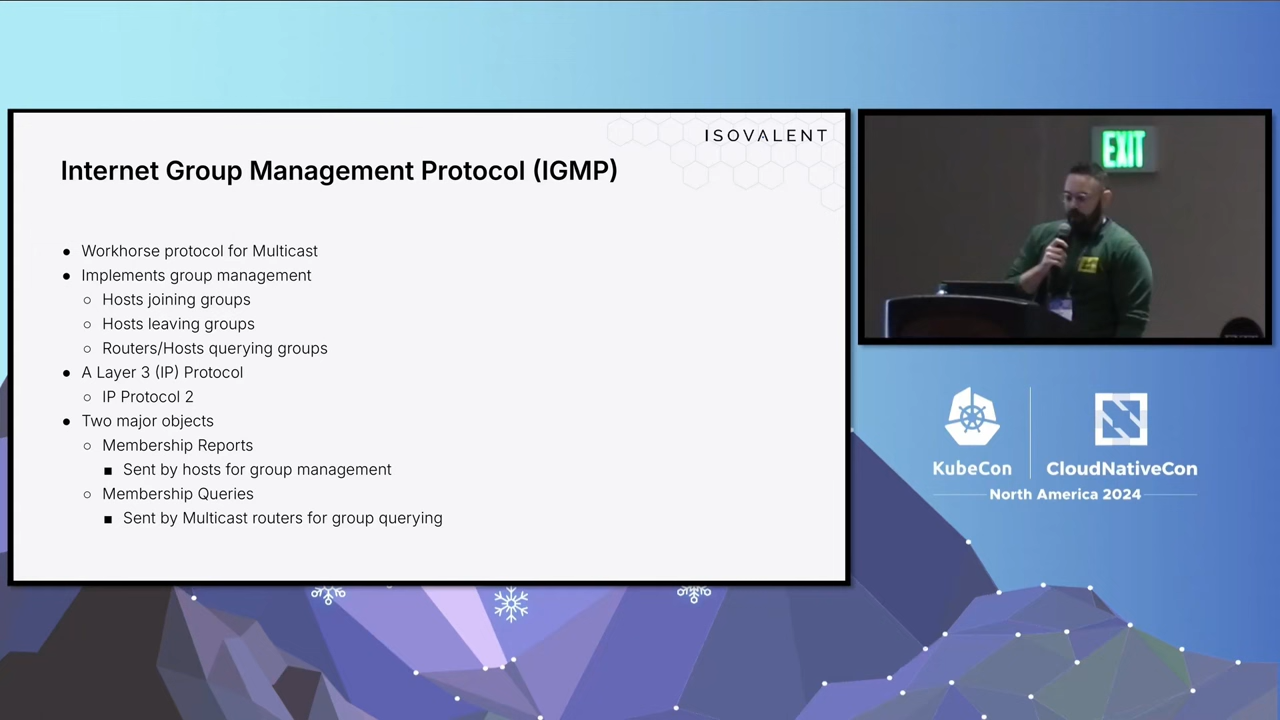 ISOVALENT
Internet Group Management Protocol (IGMP)
● Workhorse protocol for Multicast
● Implements group management
○ Hosts joining groups
○ Hosts leaving groups
○ Routers/Hosts querying groups
● A Layer 3 (IP) Protocol
○ IP Protocol 2
● Two major objects
○ Membership Reports
■ Sent by hosts for group management
○ Membership Queries
■ Sent by Multicast routers for group querying
EXIT
KubeCon
CloudNativeCon
North America 2024